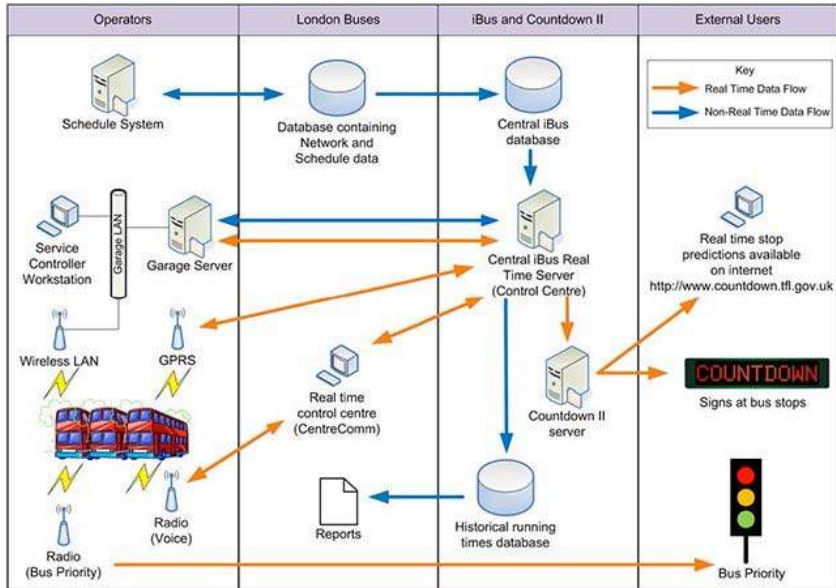 Operators
London Buses
iBus and Countdown II
External Users
Key
Real Time Data Flow
Non-Real Time Data Flow
Schedule System
Database containing
Network and
Schedule data
Central iBus
database
Service
Controller
Workstation
Garage LAN
Garage Server
Central iBus Real
Time Server
(Control Centre)
Real time stop
predictions available
on internet
http://www.countdown.tfl.gov.uk
Wireless LAN
GPRS
Real time
control centre
(CentreComm)
Countdown II
server
COUNTDOWN
Signs at bus stops
Radio
(Voice)
Reports
Historical running
times database
Radio
(Bus Priority)
Bus Priority